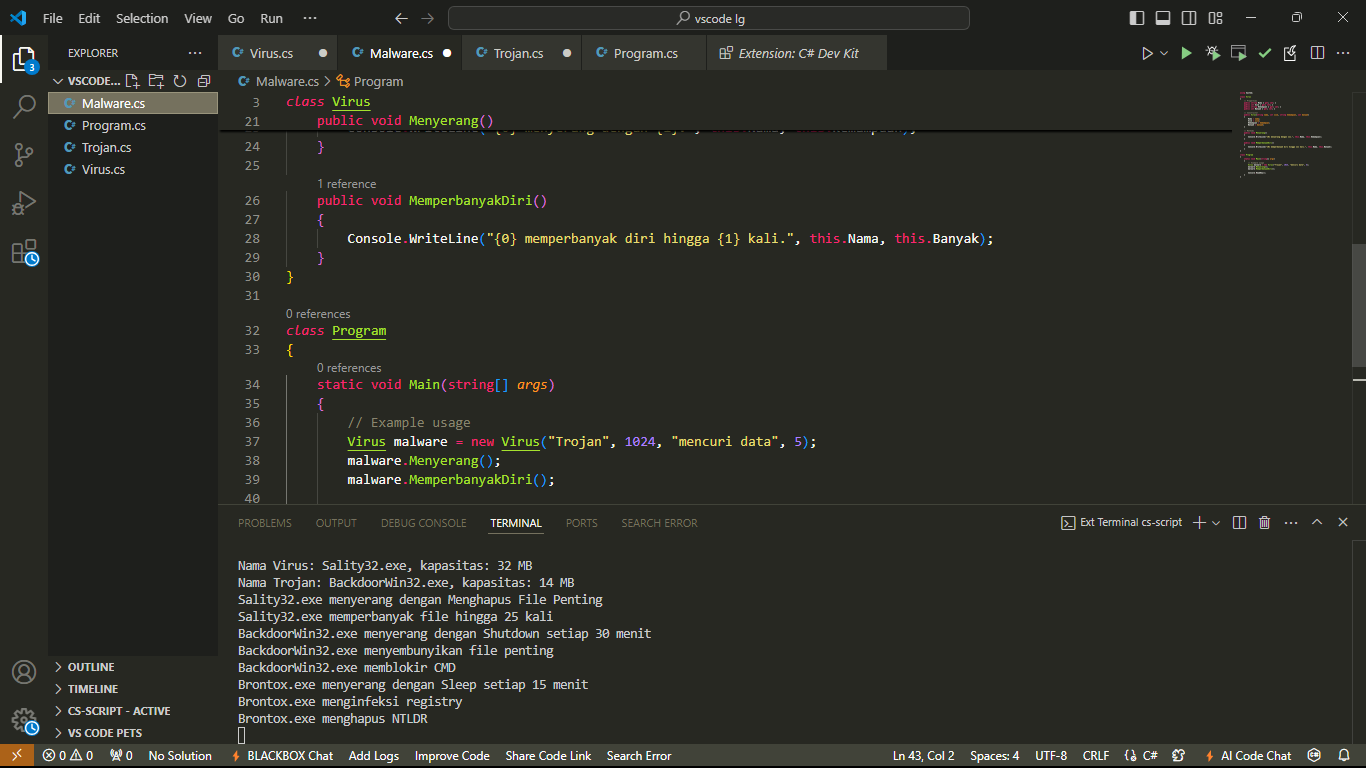 File Edit Selection View Go Run ··· vscode lg
EXPLORER ···
VSCODE...
Malware.cs
Program.cs
Trojan.cs
Virus.cs
OUTLINE
TIMELINE
CS-SCRIPT - ACTIVE
VS CODE PETS
3
Virus.cs Malware.cs Trojan.cs Program.cs Extension: C# Dev Kit
Malware.cs > Program
3 class Virus
21 public void Menyerang()
24 }
25
1 reference
26 public void MemperbanyakDiri()
27 {
28 Console.WriteLine("{0} memperbanyak diri hingga {1} kali.", this.Nama, this.Banyak);
29 }
30 }
31
0 references
32 class Program
33 {
0 references
34 static void Main(string[] args)
35 {
36 // Example usage
37 Virus malware = new Virus("Trojan", 1024, "mencuri data", 5);
38 malware.Menyerang();
39 malware.MemperbanyakDiri();
40
PROBLEMS OUTPUT DEBUG CONSOLE TERMINAL PORTS SEARCH ERROR Ext Terminal cs-script
Nama Virus: Sality32.exe, kapasitas: 32 MB
Nama Trojan: BackdoorWin32.exe, kapasitas: 14 MB
Sality32.exe menyerang dengan Menghapus File Penting
Sality32.exe memperbanyak file hingga 25 kali
BackdoorWin32.exe menyerang dengan Shutdown setiap 30 menit
BackdoorWin32.exe menyembunyikan file penting
BackdoorWin32.exe memblokir CMD
Brontox.exe menyerang dengan Sleep setiap 15 menit
Brontox.exe menginfeksi registry
Brontox.exe menghapus NTLDR
0 0 0 No Solution BLACKBOX Chat Add Logs Improve Code Share Code Link Search Error Ln 43, Col 2 Spaces: 4 UTF-8 CRLF {} C# AI Code Chat